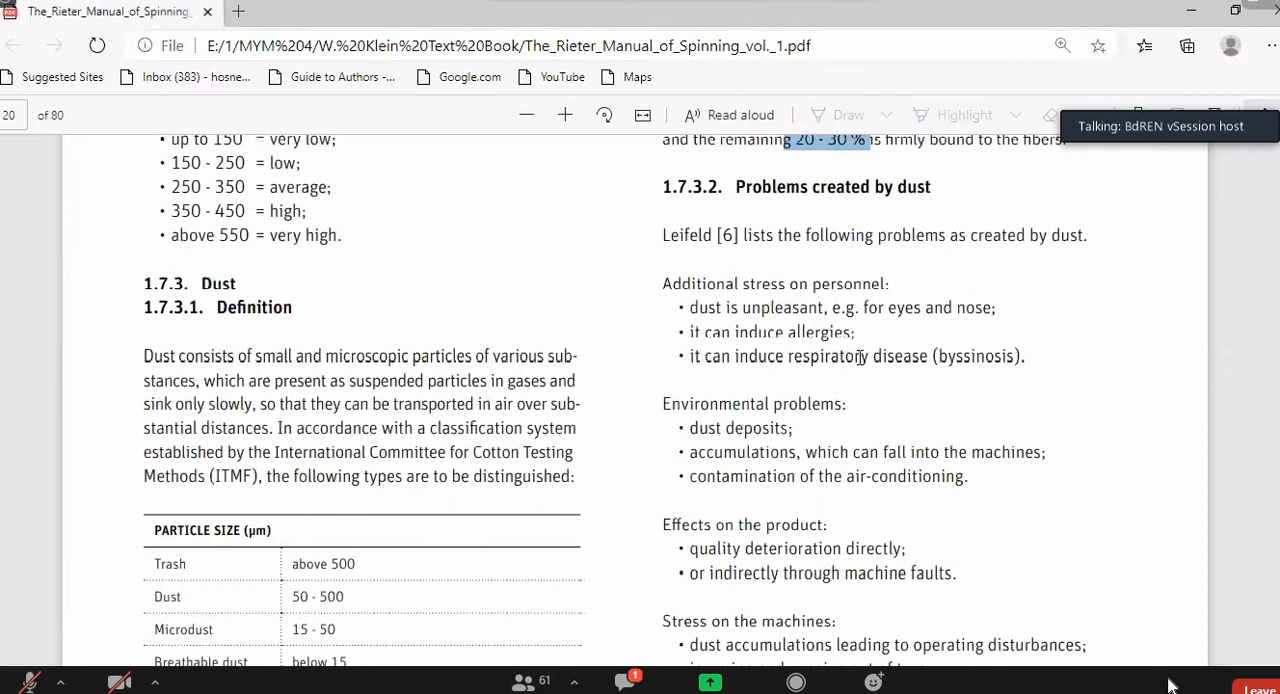 The_Rieter_Manual_of_Spinning_
File
E:/1/MYM%204/W.%20Klein%20Text%20Book/The_Rieter_Manual_of_Spinning_vol._1.pdf
Suggested Sites
Inbox (383) - hosne...
Guide to Authors -...
Google.com
YouTube
Maps
20 of 80
Read aloud
Draw
Highlight
Talking: BdREN vSession host
• up to 150 = very low;
• 150 - 250 = low;
• 250 - 350 = average;
• 350 - 450 = high;
• above 550 = very high.
1.7.3. Dust
1.7.3.1. Definition
Dust consists of small and microscopic particles of various sub-
stances, which are present as suspended particles in gases and
sink only slowly, so that they can be transported in air over sub-
stantial distances. In accordance with a classification system
established by the International Committee for Cotton Testing
Methods (ITMF), the following types are to be distinguished:
PARTICLE SIZE (µm)
Trash above 500
Dust 50 - 500
Microdust 15 - 50
Breathable dust below 15
and the remaining 20 - 30 % is firmly bound to the fibers.
1.7.3.2. Problems created by dust
Leifeld [6] lists the following problems as created by dust.
Additional stress on personnel:
• dust is unpleasant, e.g. for eyes and nose;
• it can induce allergies;
• it can induce respiratory disease (byssinosis).
Environmental problems:
• dust deposits;
• accumulations, which can fall into the machines;
• contamination of the air-conditioning.
Effects on the product:
• quality deterioration directly;
• or indirectly through machine faults.
Stress on the machines:
• dust accumulations leading to operating disturbances;
61
1
Leave